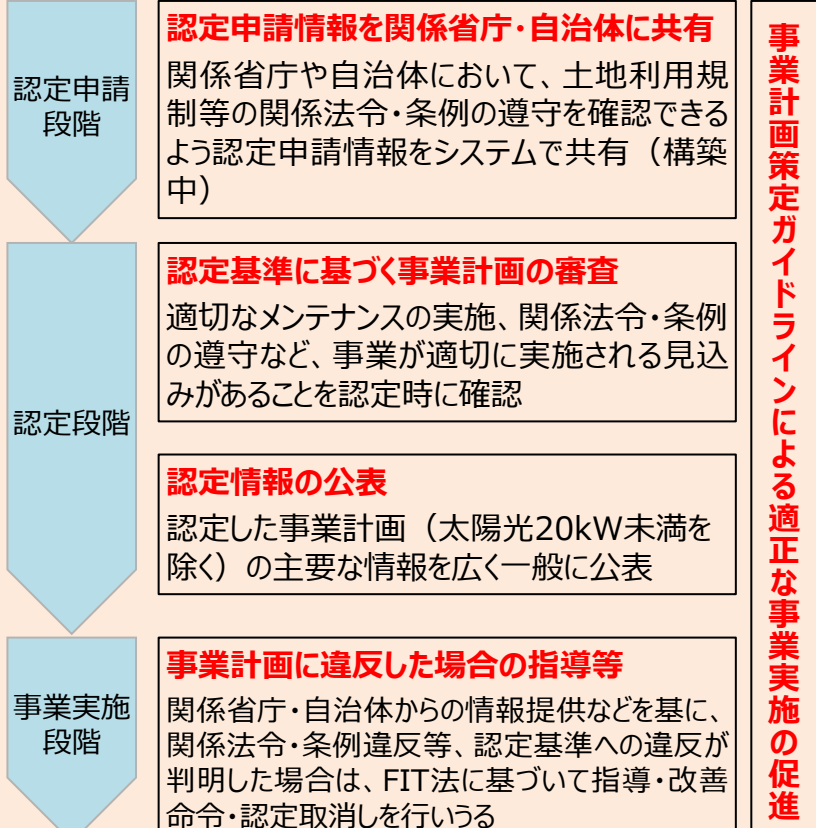 認定申請
段階
認定申請情報を関係省庁・自治体に共有
関係省庁や自治体において、土地利用規
制等の関係法令・条例の遵守を確認できる
よう認定申請情報をシステムで共有（構築
中）
認定段階
認定基準に基づく事業計画の審査
適切なメンテナンスの実施、関係法令・条例
の遵守など、事業が適切に実施される見込
みがあることを認定時に確認
認定情報の公表
認定した事業計画（太陽光20kW未満を
除く）の主要な情報を広く一般に公表
事業実施
段階
事業計画に違反した場合の指導等
関係省庁・自治体からの情報提供などを基に、
関係法令・条例違反等、認定基準への違反が
判明した場合は、FIT法に基づいて指導・改善
命令・認定取消しを行いうる
事業計画策定ガイドラインによる適正な事業実施の促進